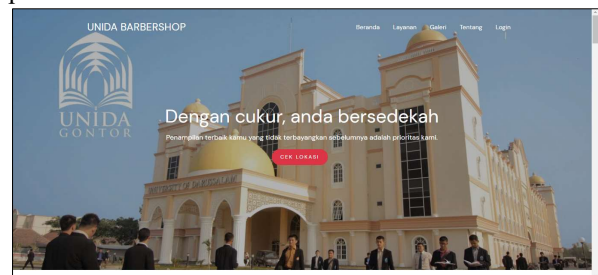 UNIDA BARBERSHOP
Beranda Layanan Galeri Tentang Login
UNIDA
GONTOR
Dengan cukur, anda bersedekah
Penampilan terbaik kamu yang tidak terbayangkan sebelumnya adalah prioritas kami.
CEK LOKASI